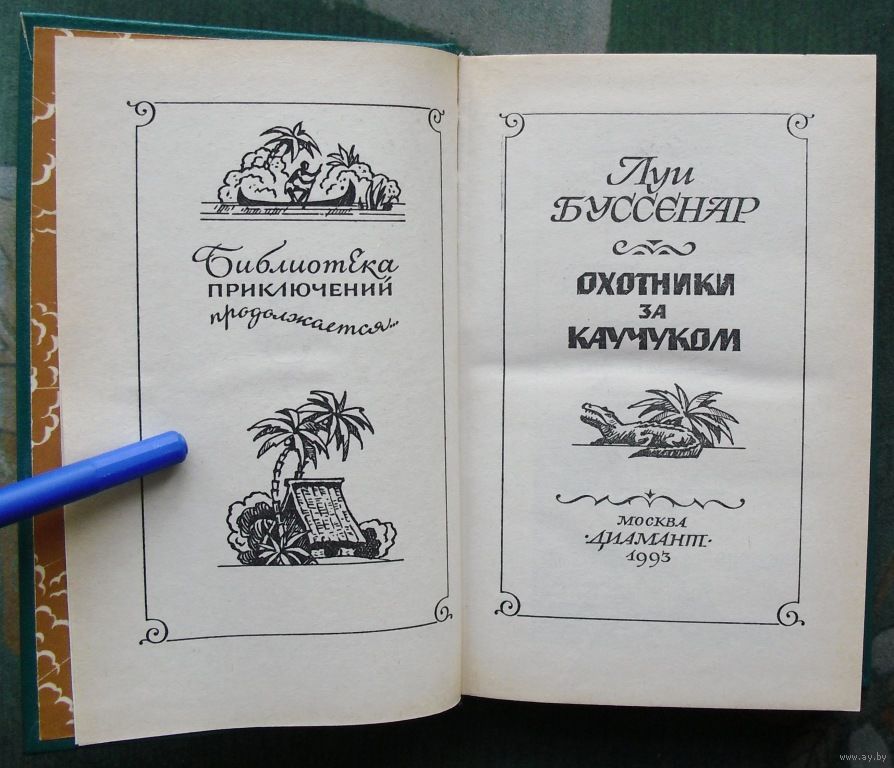 Библиотека
ПРИКЛЮЧЕНИЙ
продолжается...
Луи
БУССЕНАР
ОХОТНИКИ
ЗА
КАУЧУКОМ
МОСКВА
·ДИАМАНТ·
1993
www.ay.by